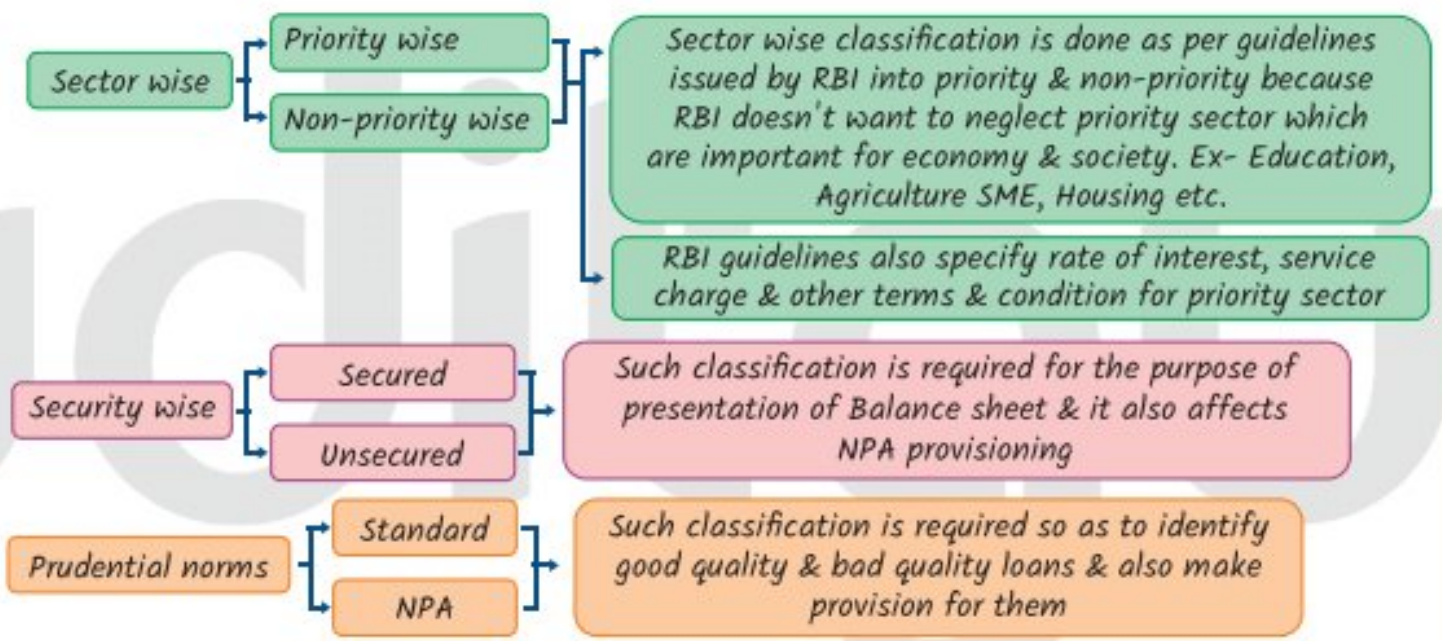 Sector wise
Priority wise
Non-priority wise
Sector wise classification is done as per guidelines
issued by RBI into priority & non-priority because
RBI doesn't want to neglect priority sector which
are important for economy & society. Ex- Education,
Agriculture SME, Housing etc.
RBI guidelines also specify rate of interest, service
charge & other terms & condition for priority sector
Security wise
Secured
Unsecured
Such classification is required for the purpose of
presentation of Balance sheet & it also affects
NPA provisioning
Prudential norms
Standard
NPA
Such classification is required so as to identify
good quality & bad quality loans & also make
provision for them